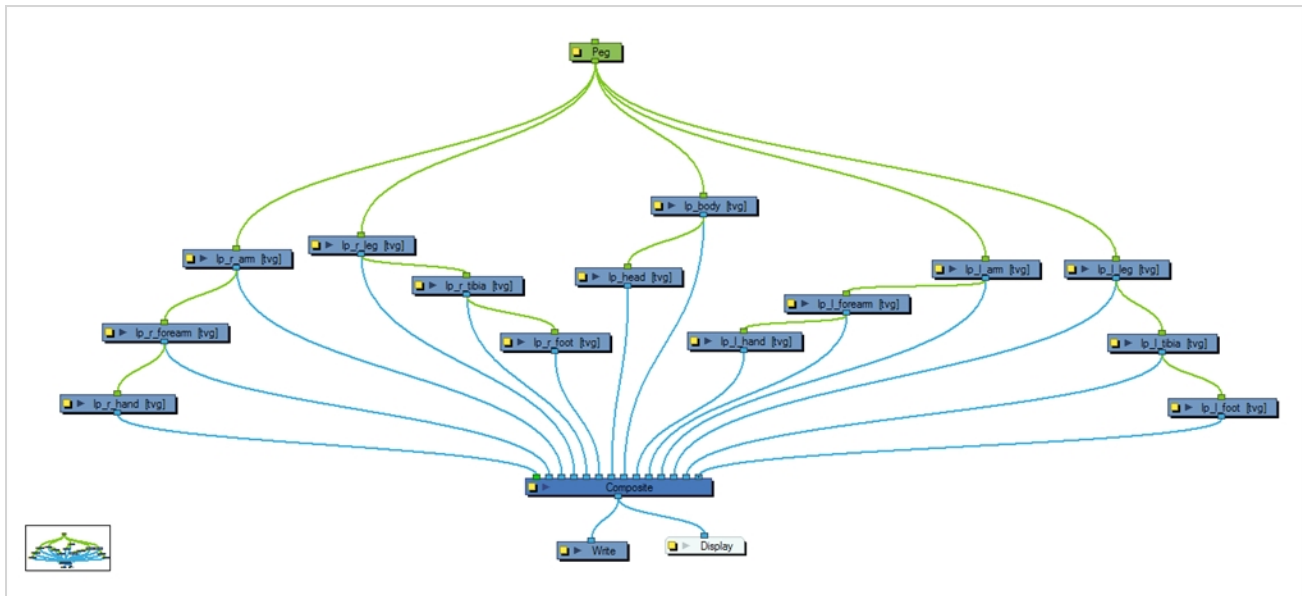 Peg
lp_body [tvg]
lp_r_leg [tvg]
lp_r_arm [tvg]
lp_l_arm [tvg]
lp_l_leg [tvg]
lp_head [tvg]
lp_r_tibia [tvg]
lp_l_forearm [tvg]
lp_r_forearm [tvg]
lp_r_foot [tvg]
lp_l_hand [tvg]
lp_l_tibia [tvg]
lp_r_hand [tvg]
lp_l_foot [tvg]
Composite
Write
Display